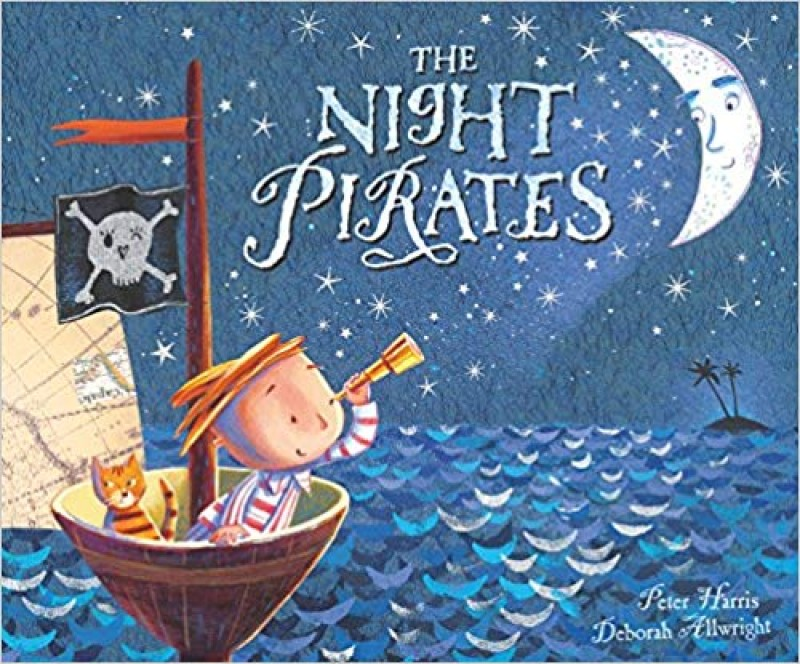 THE
NIGHT
PIRATES
Peter Harris
Deborah Allwright